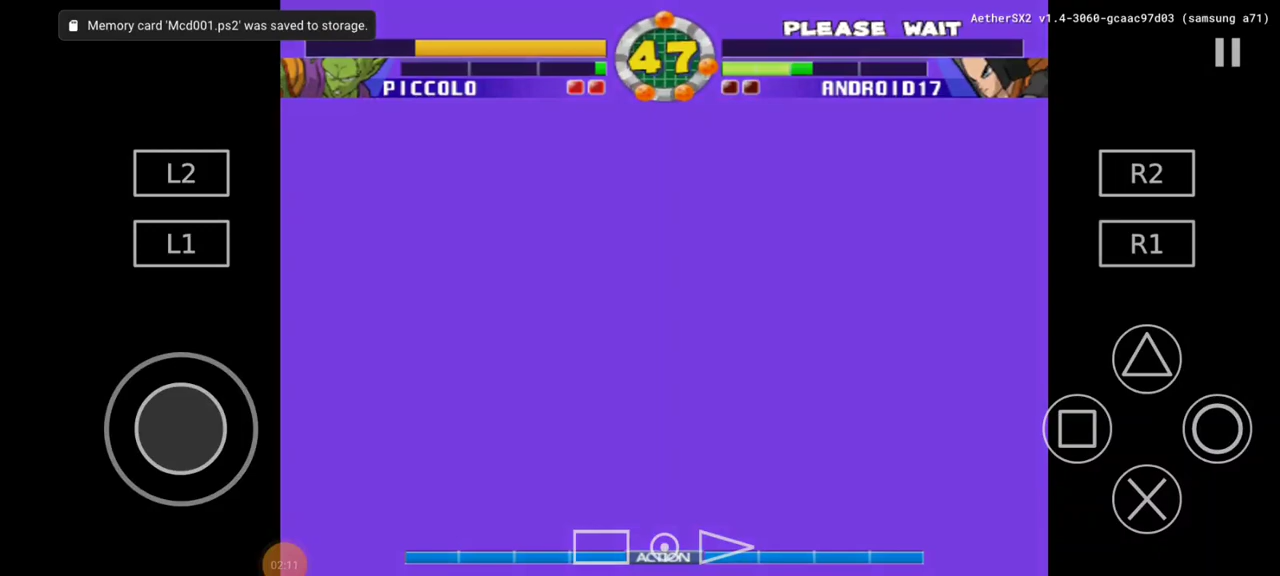 Memory card 'Mcd001.ps2' was saved to storage.
AetherSX2 v1.4-3060-gcaac97d03 (samsung a71)
PLEASE WAIT
47
PICCOLO
ANDROID17
L2
R2
L1
R1
ACTION
02:11